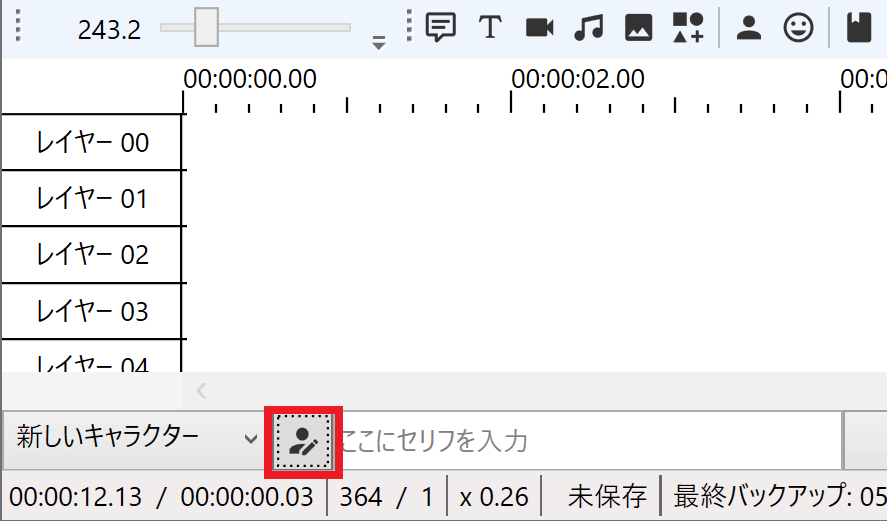 243.2
00:00:00.00 00:00:02.00 00:0
レイヤー 00
レイヤー 01
レイヤー 02
レイヤー 03
レイヤー 04
新しいキャラクター ここにセリフを入力
00:00:12.13 / 00:00:00.03 364 / 1 x 0.26 未保存 最終バックアップ: 05